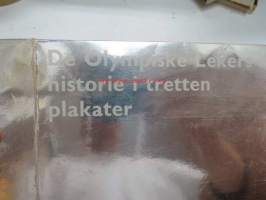 De Olympiske Lekers
historie i tretten
plakater